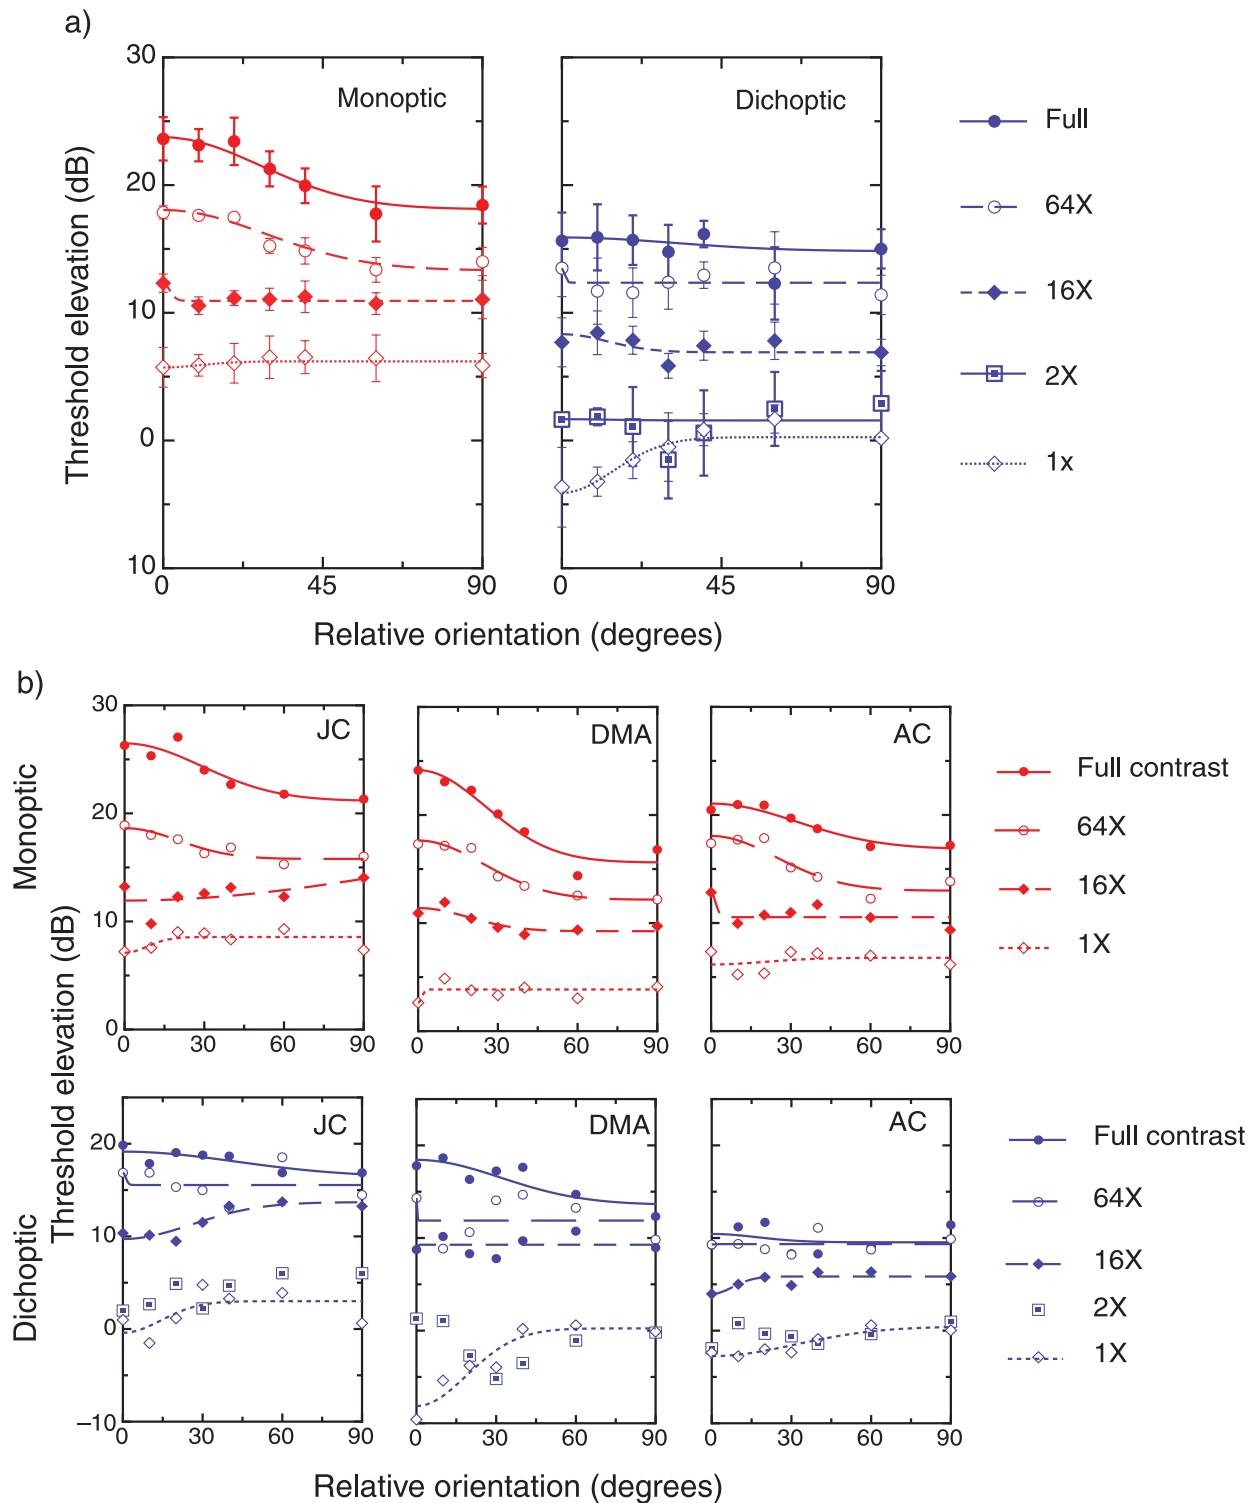 a)
Threshold elevation (dB)
30
20
10
0
10
Monoptic
Dichoptic
0 45 90
0 45 90
Relative orientation (degrees)
Full
64X
16X
2X
1x
b)
Monoptic
Dichoptic
Threshold elevation (dB)
30
20
10
0
JC
DMA
AC
0 30 60 90
0 30 60 90
0 30 60 90
Full contrast
64X
16X
1X
20
10
0
−10
JC
DMA
AC
0 30 60 90
0 30 60 90
0 30 60 90
Full contrast
64X
16X
2X
1X
Relative orientation (degrees)